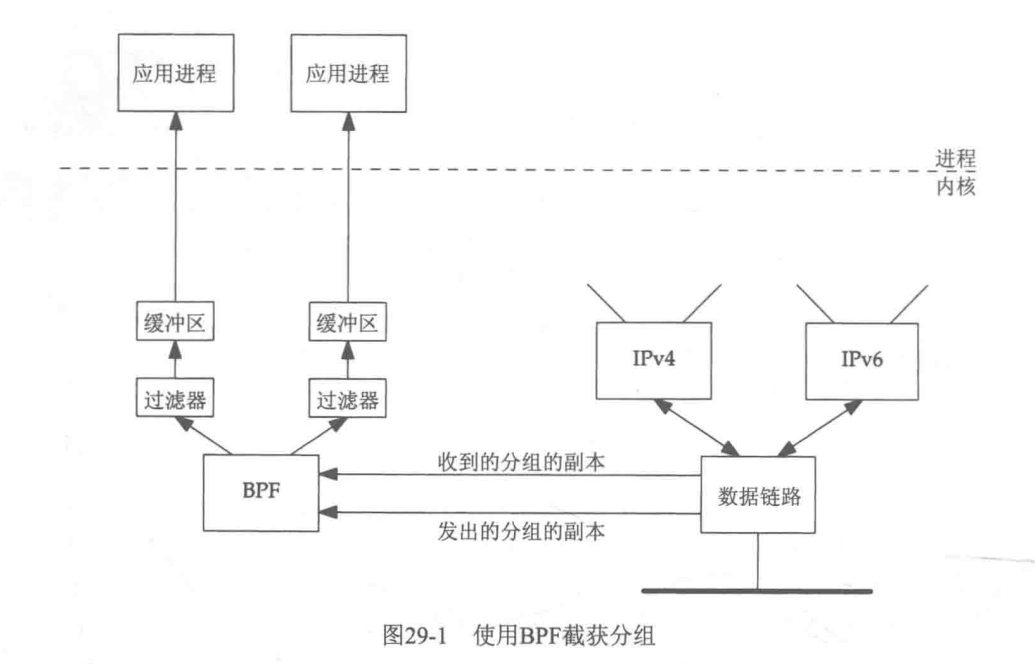 应用进程
应用进程
进程
内核
缓冲区
缓冲区
IPv4
IPv6
过滤器
过滤器
收到的分组的副本
BPF
数据链路
发出的分组的副本
图29-1 使用BPF截获分组